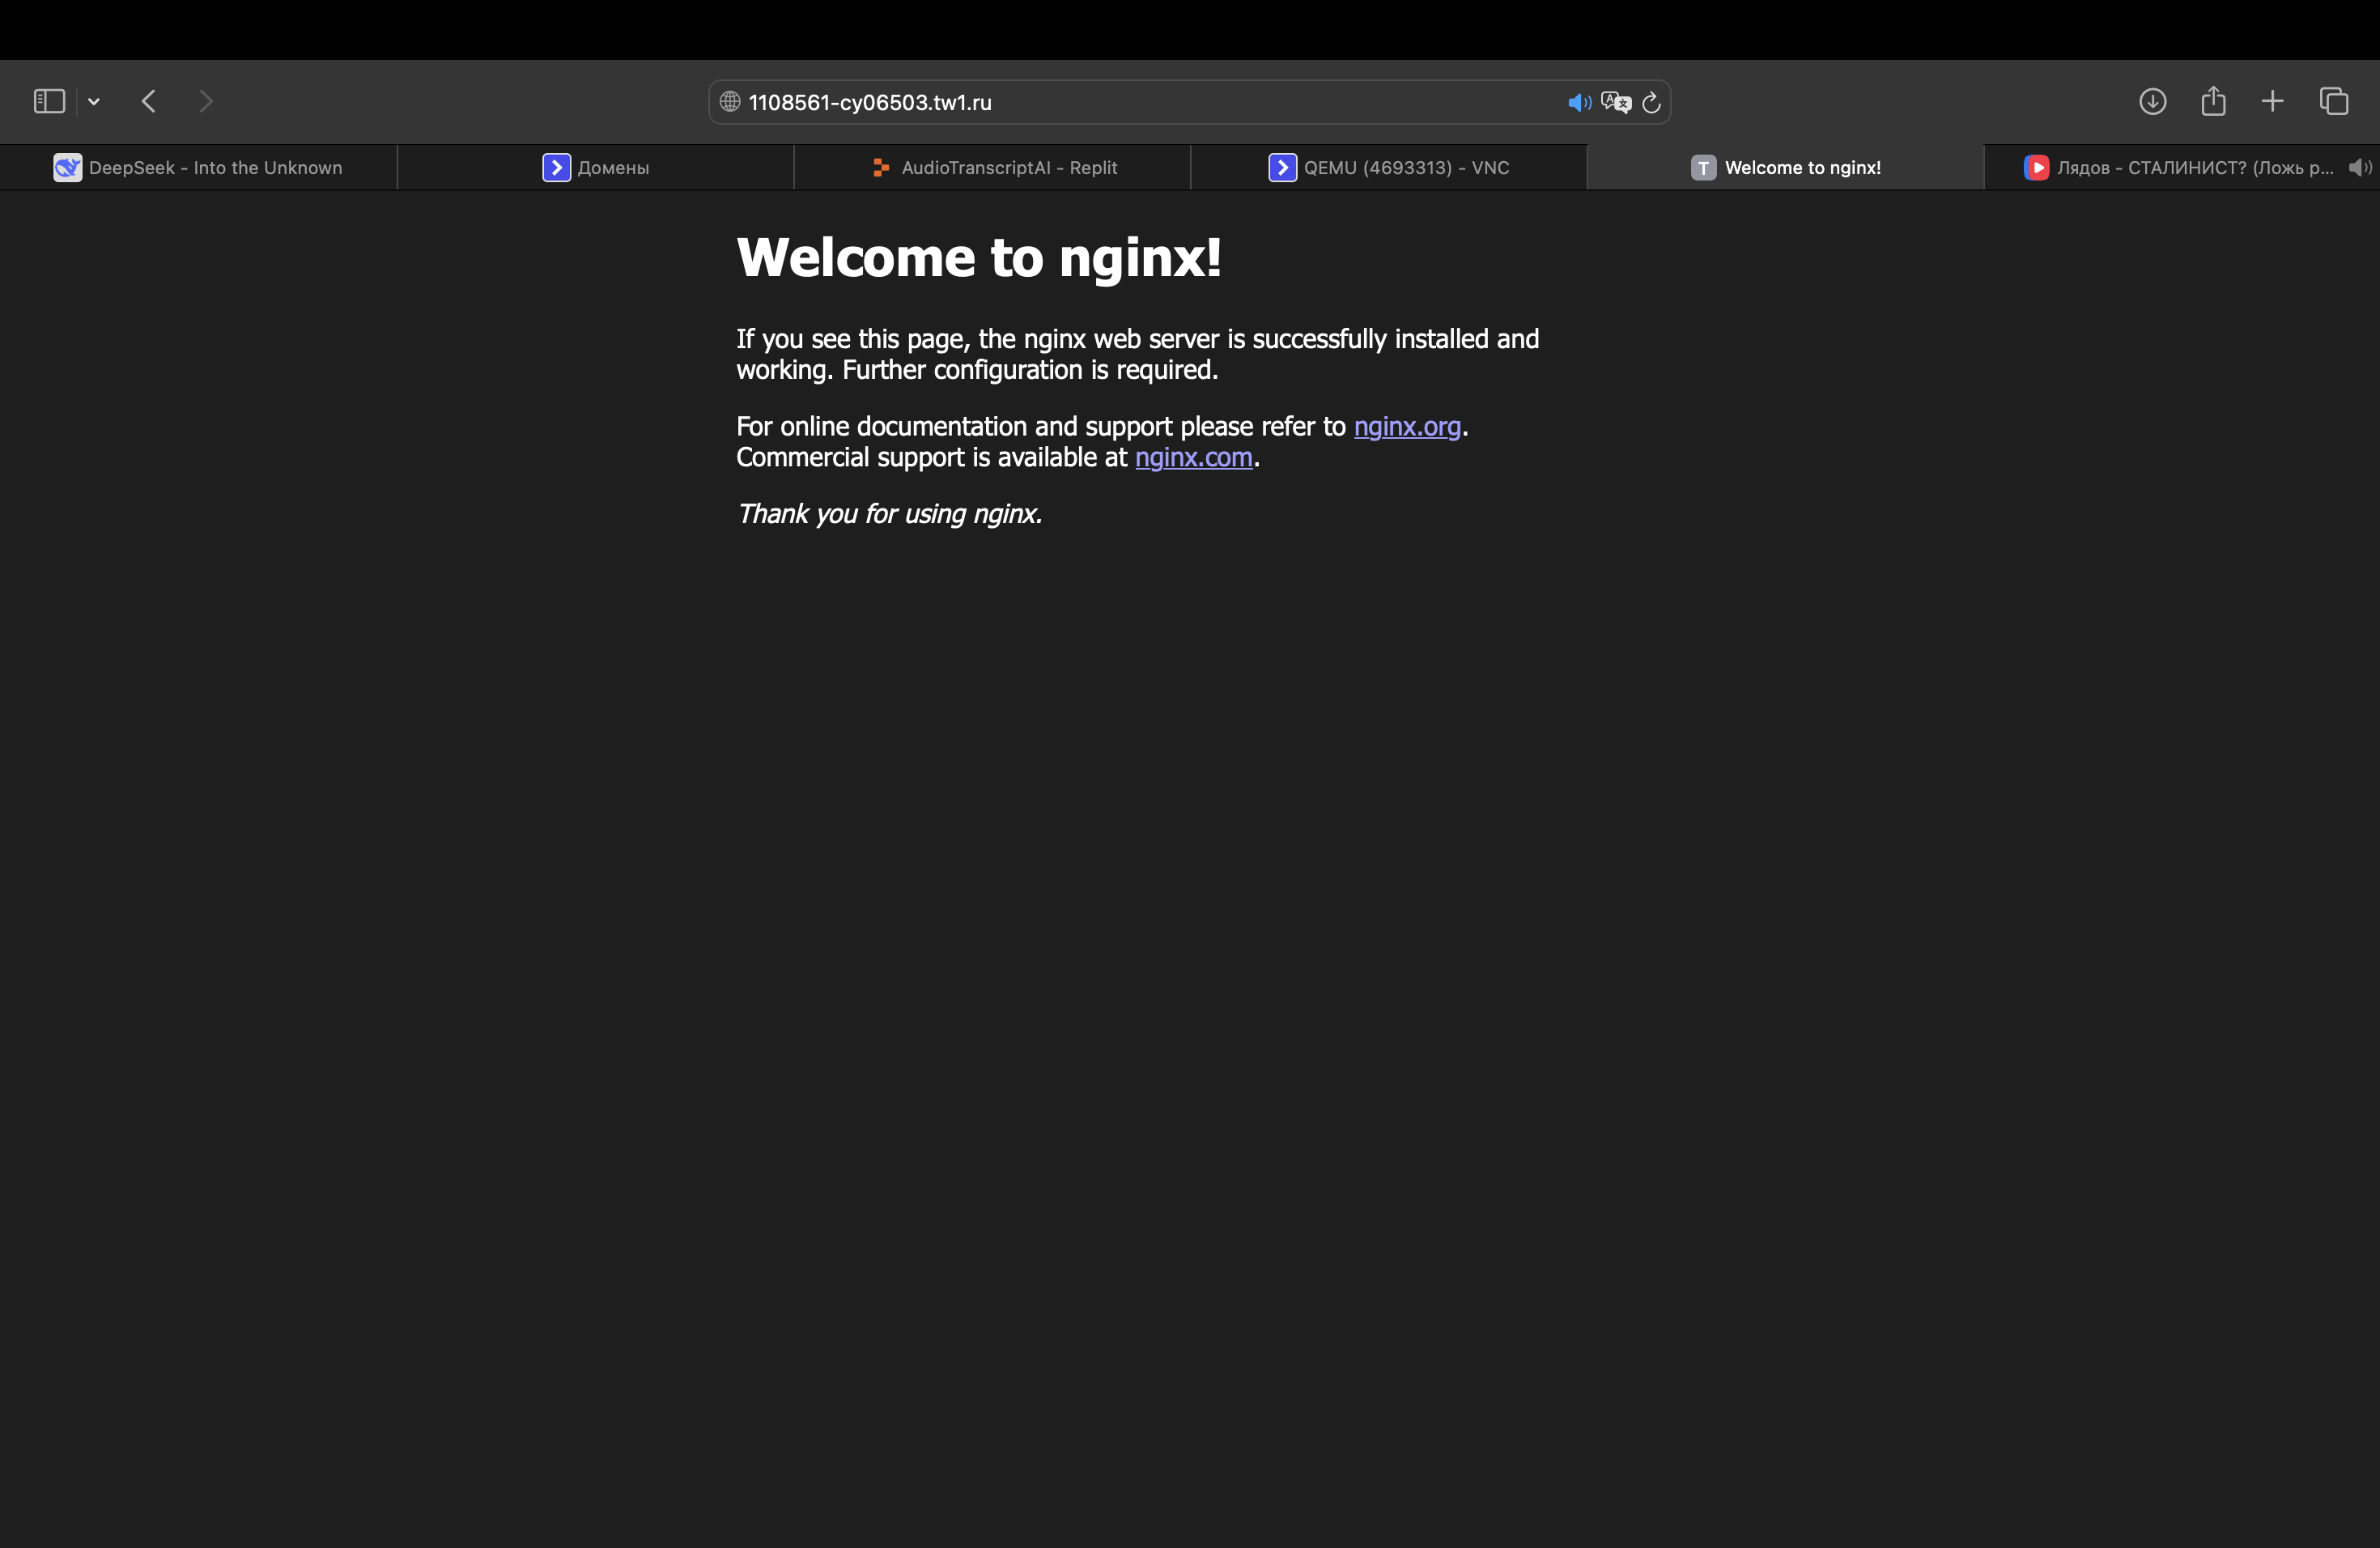 1108561-cy06503.tw1.ru
DeepSeek - Into the Unknown
Домены
AudioTranscriptAI - Replit
QEMU (4693313) - VNC
T Welcome to nginx!
Лядов - СТАЛИНИСТ? (Ложь р...
Welcome to nginx!
If you see this page, the nginx web server is successfully installed and
working. Further configuration is required.
For online documentation and support please refer to nginx.org.
Commercial support is available at nginx.com.
Thank you for using nginx.